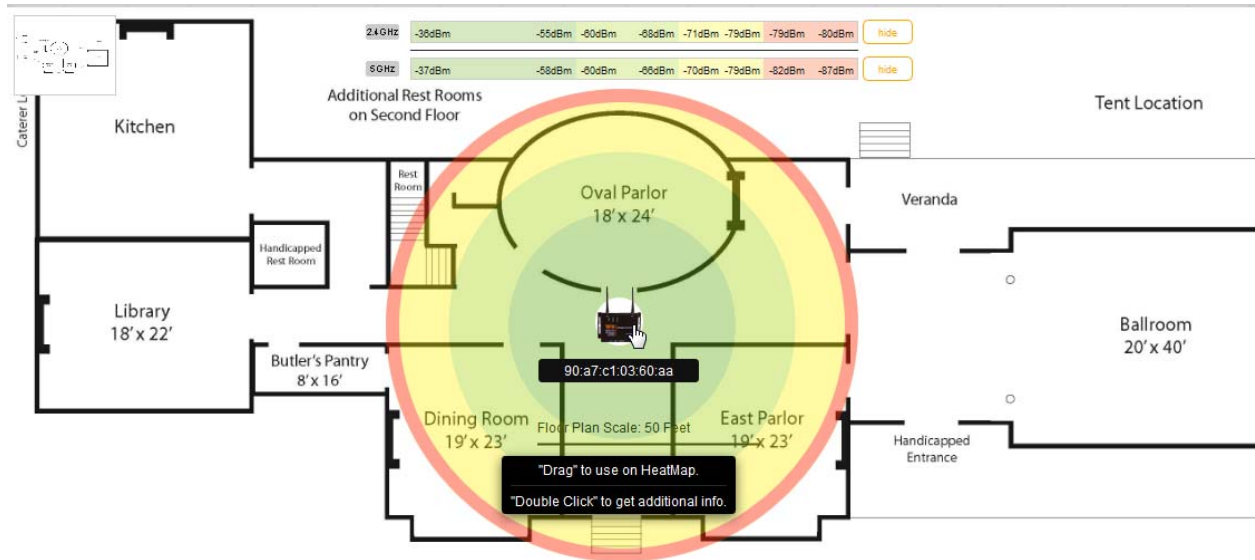 2.4 GHZ -36dBm -55dBm -60dBm -68dBm -71dBm -79dBm -79dBm -80dBm hide
5 GHZ -37dBm -58dBm -60dBm -66dBm -70dBm -79dBm -82dBm -87dBm hide
Additional Rest Rooms
on Second Floor
Tent Location
Caterer
Kitchen
Rest
Room
Oval Parlor
18' x 24'
Veranda
Handicapped
Rest Room
Library
18' x 22'
Ballroom
20' x 40'
Butler's Pantry
8' x 16'
90:a7:c1:03:60:aa
Dining Room
19' x 23'
Floor Plan Scale: 50 Feet
East Parlor
19' x 23'
Handicapped
Entrance
"Drag" to use on HeatMap.
"Double Click" to get additional info.